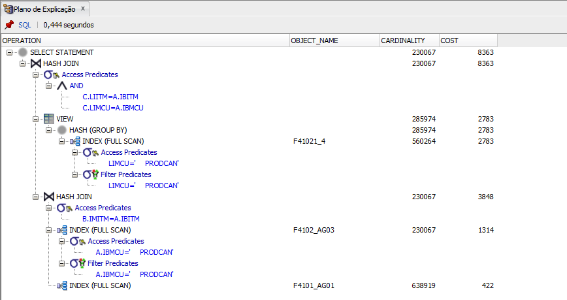 Plano de Explicação x
SQL | 0,444 segundos
OPERATION OBJECT_NAME CARDINALITY COST
SELECT STATEMENT 230067 8363
HASH JOIN 230067 8363
Access Predicates
AND
C.LIITM=A.IBITM
C.LIMCU=A.IBMCU
VIEW 285974 2783
HASH (GROUP BY) 285974 2783
INDEX (FULL SCAN) F41021_4 560264 2783
Access Predicates
LIMCU=' PRODCAN'
Filter Predicates
LIMCU=' PRODCAN'
HASH JOIN 230067 3848
Access Predicates
B.IMITM=A.IBITM
INDEX (FULL SCAN) F4102_AG03 230067 1314
Access Predicates
A.IBMCU=' PRODCAN'
Filter Predicates
A.IBMCU=' PRODCAN'
INDEX (FULL SCAN) F4101_AG01 638919 422